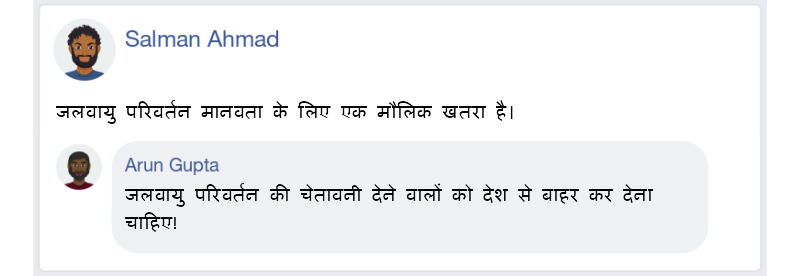 Salman Ahmad
जलवायु परिवर्तन मानवता के लिए एक मौलिक खतरा है।
Arun Gupta
जलवायु परिवर्तन की चेतावनी देने वालों को देश से बाहर कर देना
चाहिए!